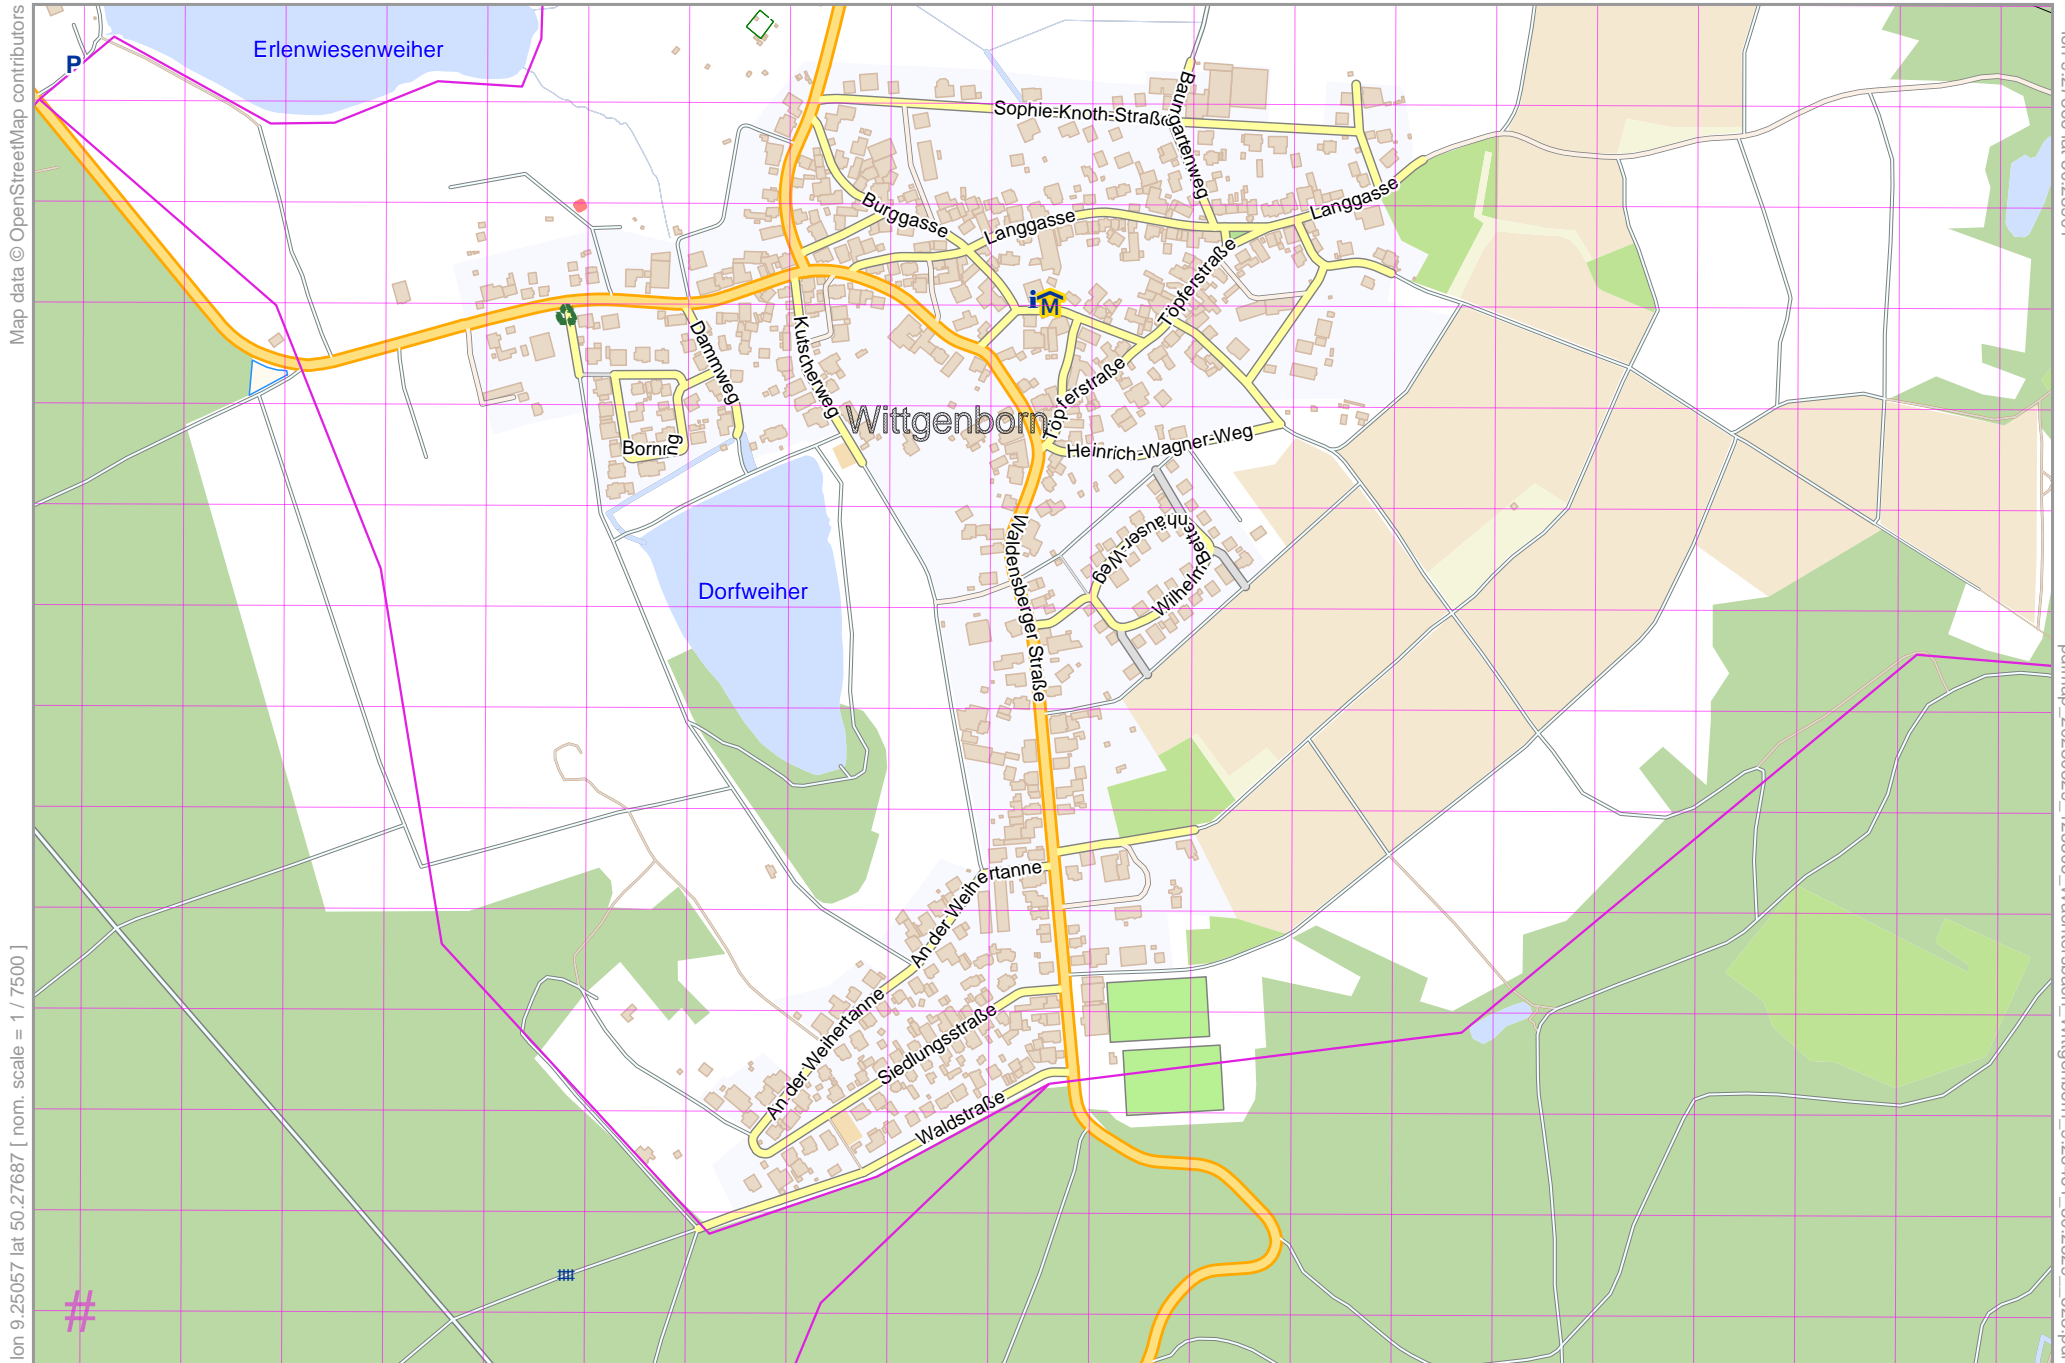 Map data © OpenStreetMap contributors
Erlenwiesenweiher
P
Sophie-Knoth-Straße
Baumgartenweg
Burggasse
Langgasse
Langgasse
Töpferstraße
i
M
Dammweg
Kutscherweg
Töpferstraße
Wittgenborn
Bornring
Heinrich-Wagner-Weg
Waldensberger Straße
Wilhelm-Bettenhäuser-Weg
Dorfweiher
An der Weihertanne
An der Weihertanne
Siedlungsstraße
Waldstraße
lon 9.25057 lat 50.27687 [ nom. scale = 1 / 7500 ]
#